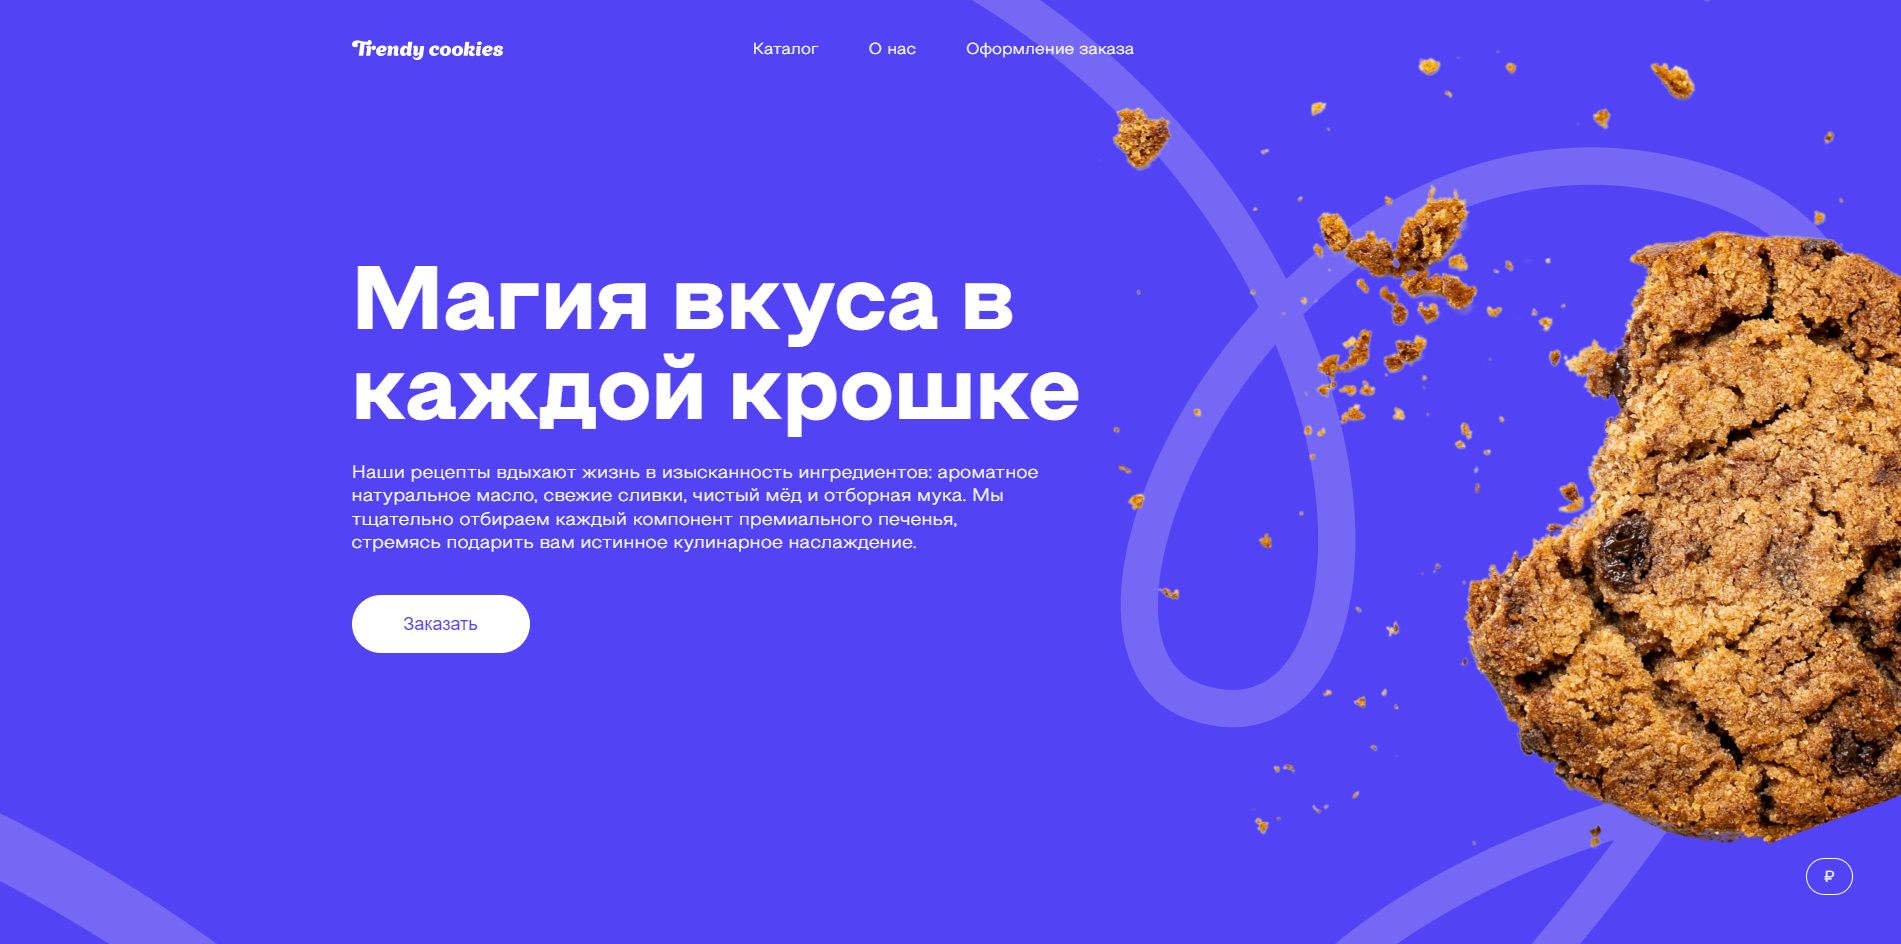 Trendy cookies
Каталог
О нас
Оформление заказа
Магия вкуса в
каждой крошке
Наши рецепты вдыхают жизнь в изысканность ингредиентов: ароматное
натуральное масло, свежие сливки, чистый мёд и отборная мука. Мы
тщательно отбираем каждый компонент премиального печенья,
стремясь подарить вам истинное кулинарное наслаждение.
Заказать
₽